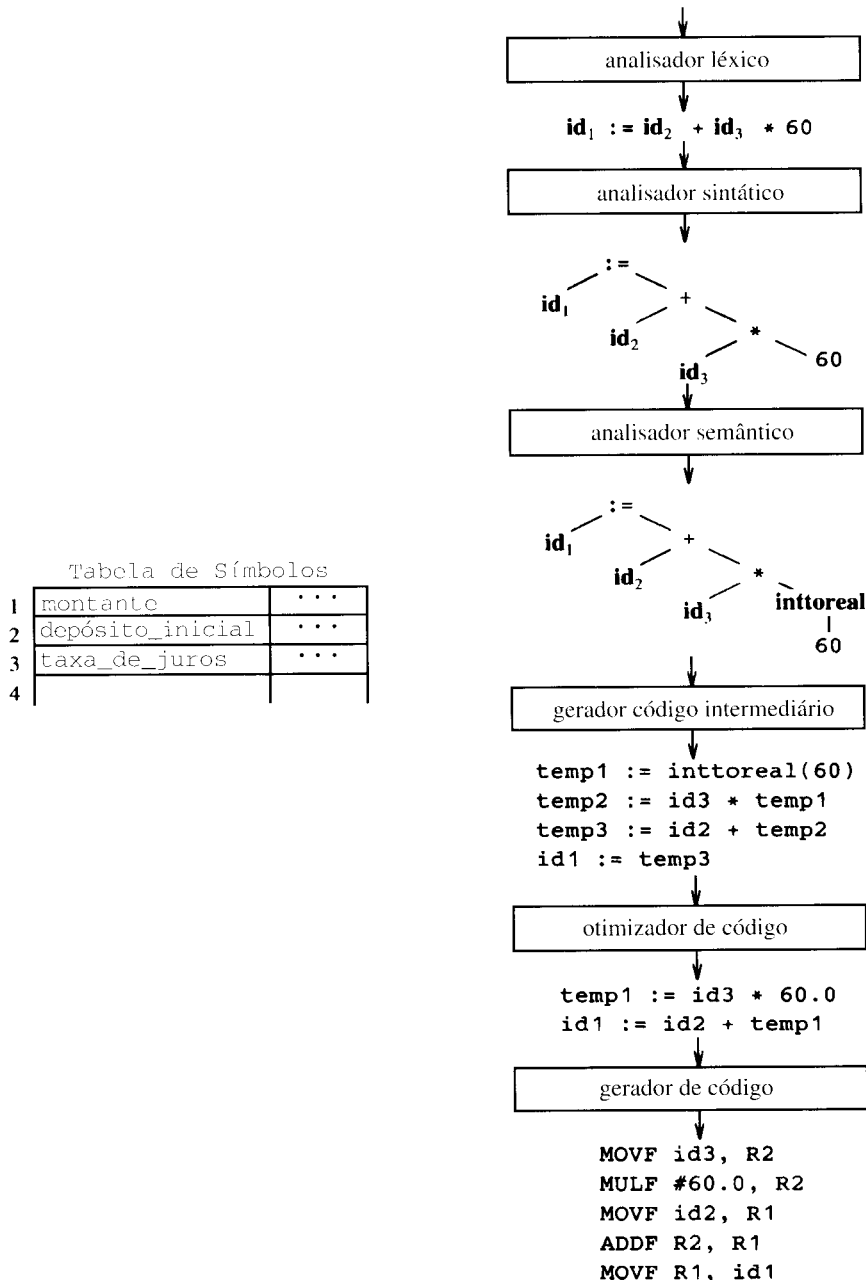 analisador léxico
id₁ := id₂ + id₃ * 60
analisador sintático
:=
id₁ +
id₂ *
id₃ 60
analisador semântico
:=
id₁ +
id₂ *
id₃ inttoreal
60
Tabela de Símbolos
1 montante ...
2 depósito_inicial ...
3 taxa_de_juros ...
4
gerador código intermediário
temp1 := inttoreal(60)
temp2 := id3 * temp1
temp3 := id2 + temp2
id1 := temp3
otimizador de código
temp1 := id3 * 60.0
id1 := id2 + temp1
gerador de código
MOVF id3, R2
MULF #60.0, R2
MOVF id2, R1
ADDF R2, R1
MOVF R1, id1